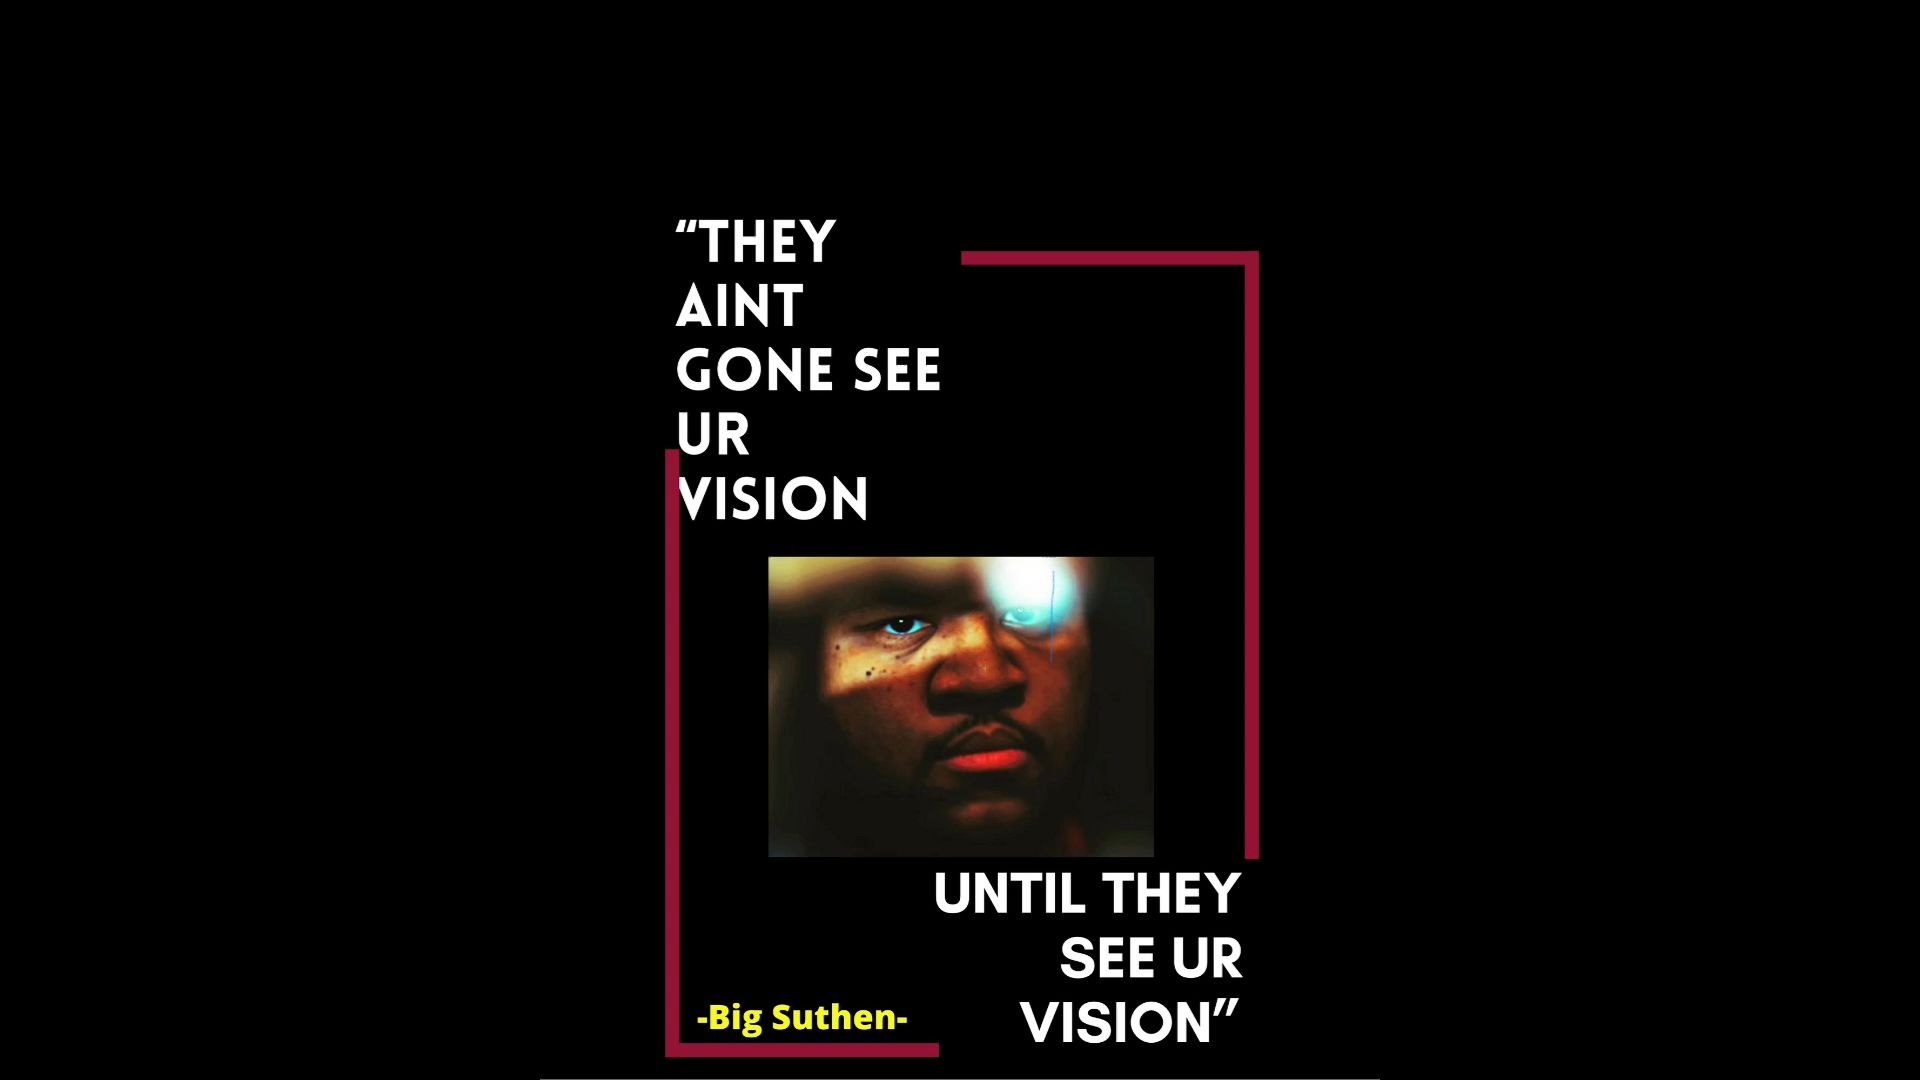 “THEY
AINT
GONE SEE
UR
VISION
UNTIL THEY
SEE UR
VISION”
-Big Suthen-